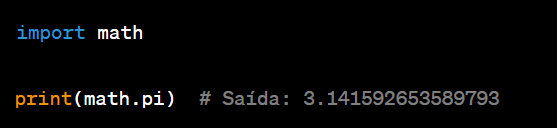 import math
print(math.pi)  # Saída: 3.141592653589793